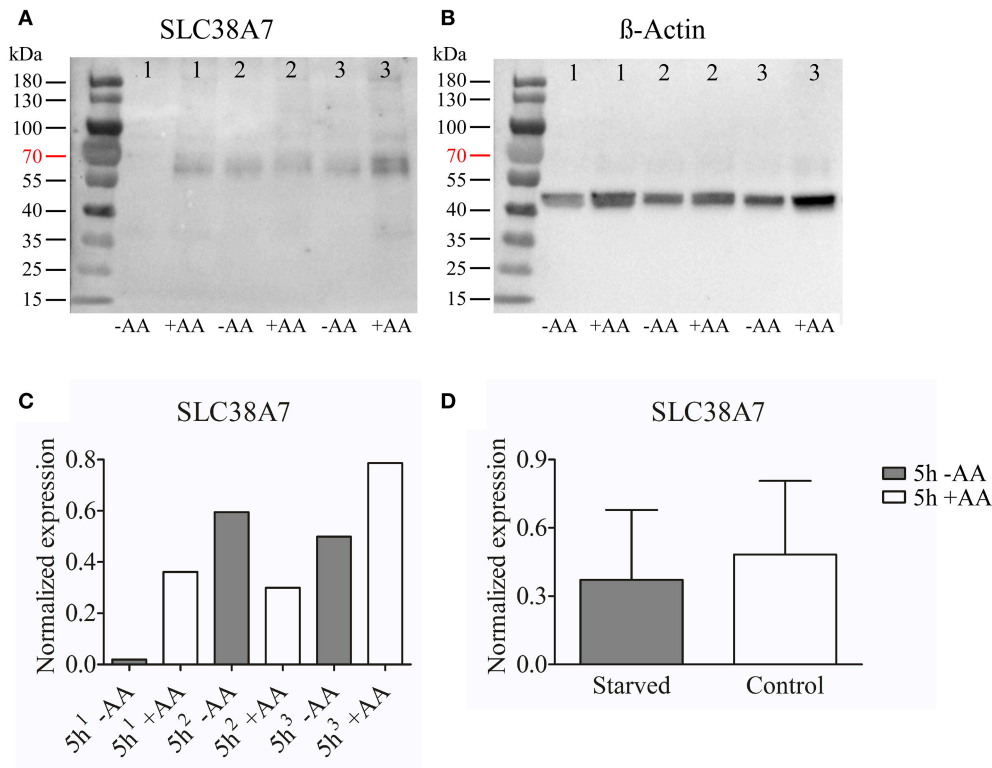 A
SLC38A7
kDa
1 1 2 2 3 3
180
130
100
70
55
40
35
25
15
-AA +AA -AA +AA -AA +AA
B
ß-Actin
kDa
1 1 2 2 3 3
180
130
100
70
55
40
35
25
15
-AA +AA -AA +AA -AA +AA
C
SLC38A7
Normalized expression
0.8
0.6
0.4
0.2
0.0
5h¹ -AA
5h¹ +AA
5h² -AA
5h² +AA
5h³ -AA
5h³ +AA
D
SLC38A7
Normalized expression
0.9
0.6
0.3
0.0
Starved Control
5h -AA
5h +AA